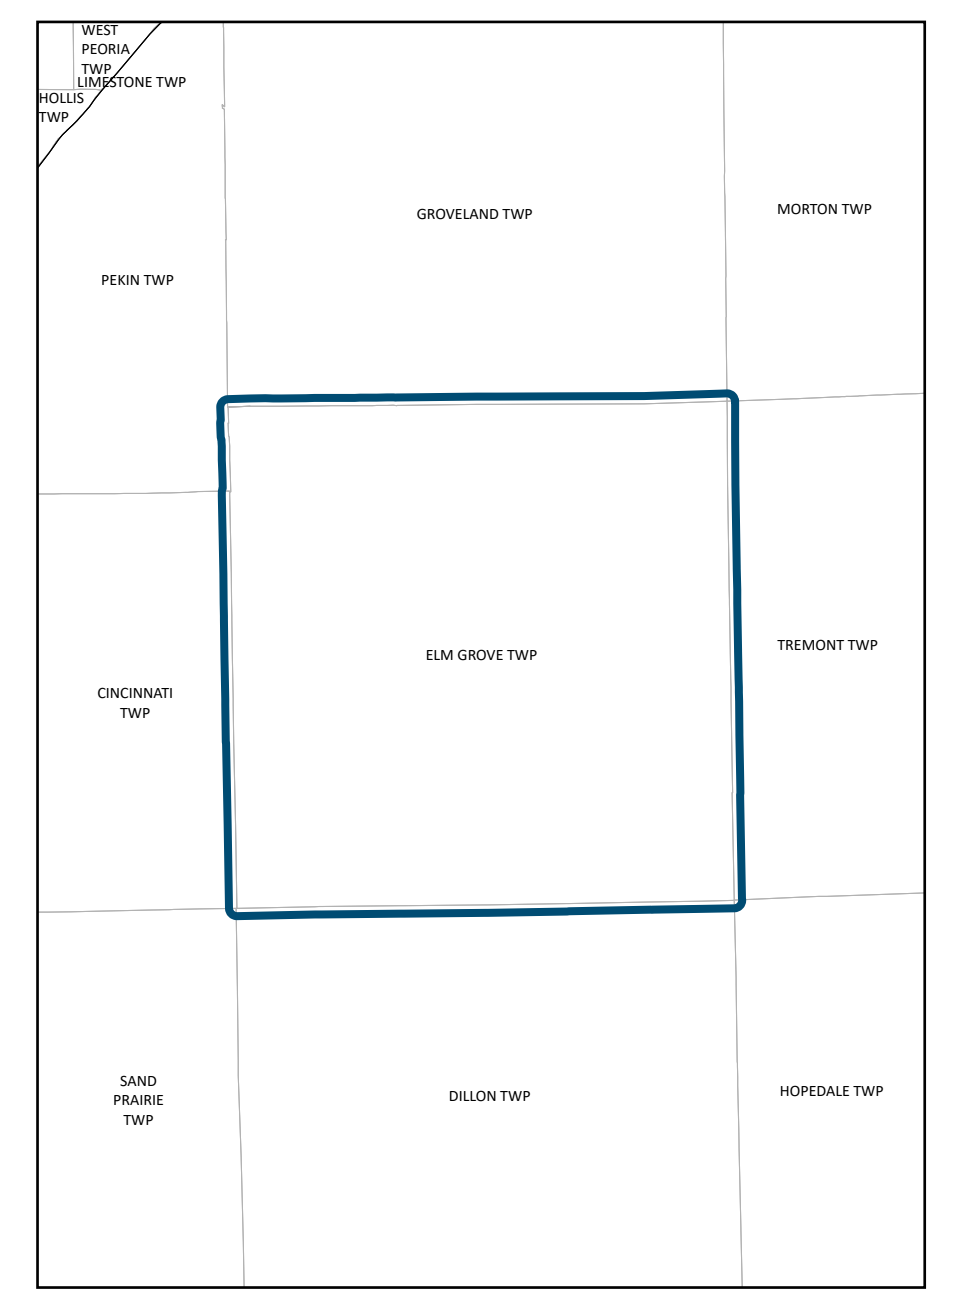 WEST
PEORIA
TWP
LIMESTONE TWP
HOLLIS
TWP
MORTON TWP
GROVELAND TWP
PEKIN TWP
TREMONT TWP
ELM GROVE TWP
CINCINNATI
TWP
SAND
PRAIRIE
TWP
DILLON TWP
HOPEDALE TWP